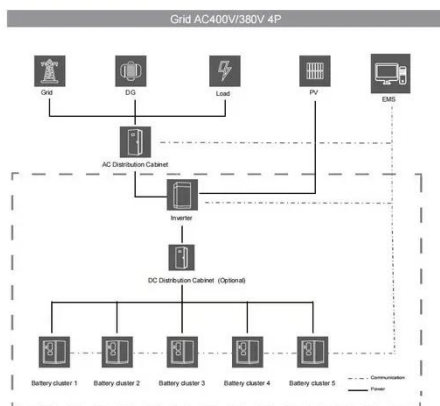 Grid AC400V/380V 4P
Grid
DG
Load
PV
EMS
AC Distribution Cabinet
Inverter
DC Distribution Cabinet (Optional)
Battery cluster 1
Battery cluster 2
Battery cluster 3
Battery cluster 4
Battery cluster 5
Communication
Power